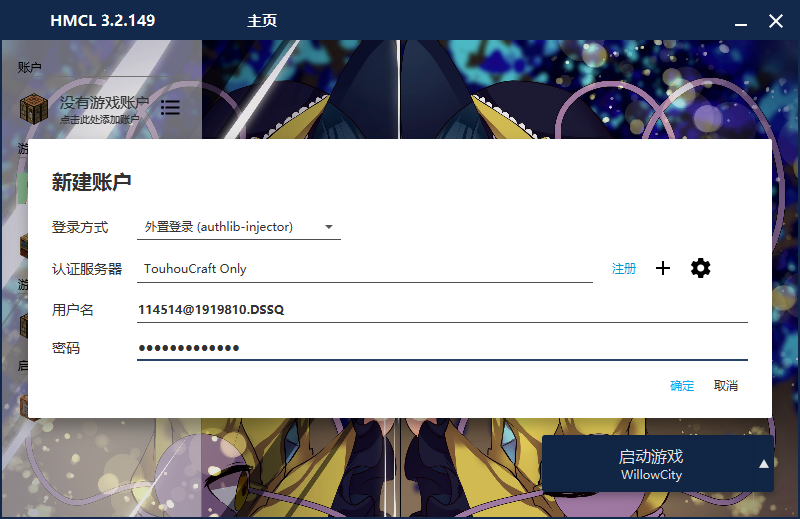 HMCL 3.2.149 主页
账户
没有游戏账户
点击此处添加账户
新建账户
登录方式 外置登录 (authlib-injector)
认证服务器 TouhouCraft Only 注册
用户名 114514@1919810.DSSQ
密码 •••••••••••••
确定 取消
启动游戏
WillowCity